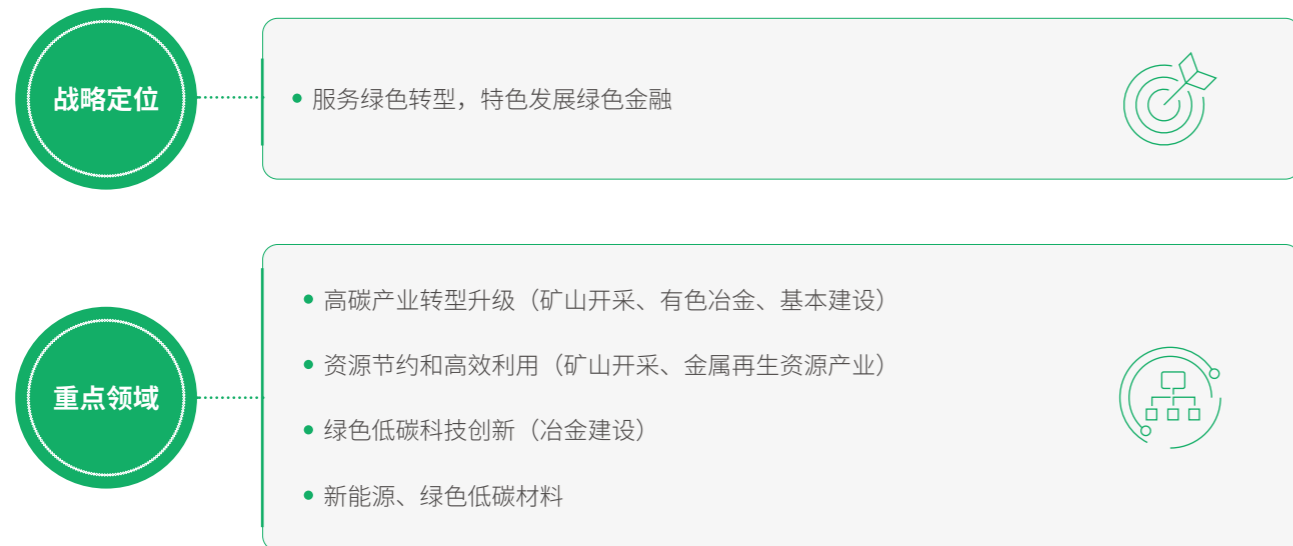 战略定位
服务绿色转型，特色发展绿色金融
重点领域
高碳产业转型升级（矿山开采、有色冶金、基本建设）
资源节约和高效利用（矿山开采、金属再生资源产业）
绿色低碳科技创新（冶金建设）
新能源、绿色低碳材料